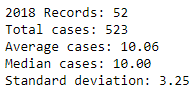 2018 Records: 52
Total cases: 523
Average cases: 10.06
Median cases: 10.00
Standard deviation: 3.25